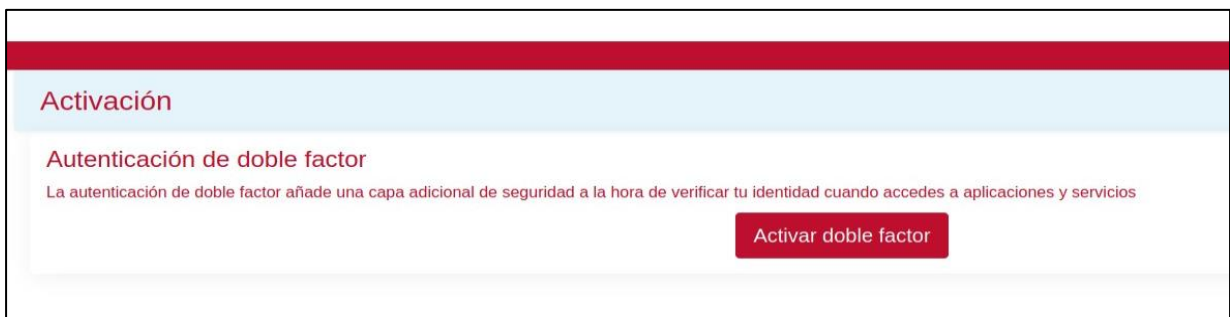 Activación
Autenticación de doble factor
La autenticación de doble factor añade una capa adicional de seguridad a la hora de verificar tu identidad cuando accedes a aplicaciones y servicios
Activar doble factor